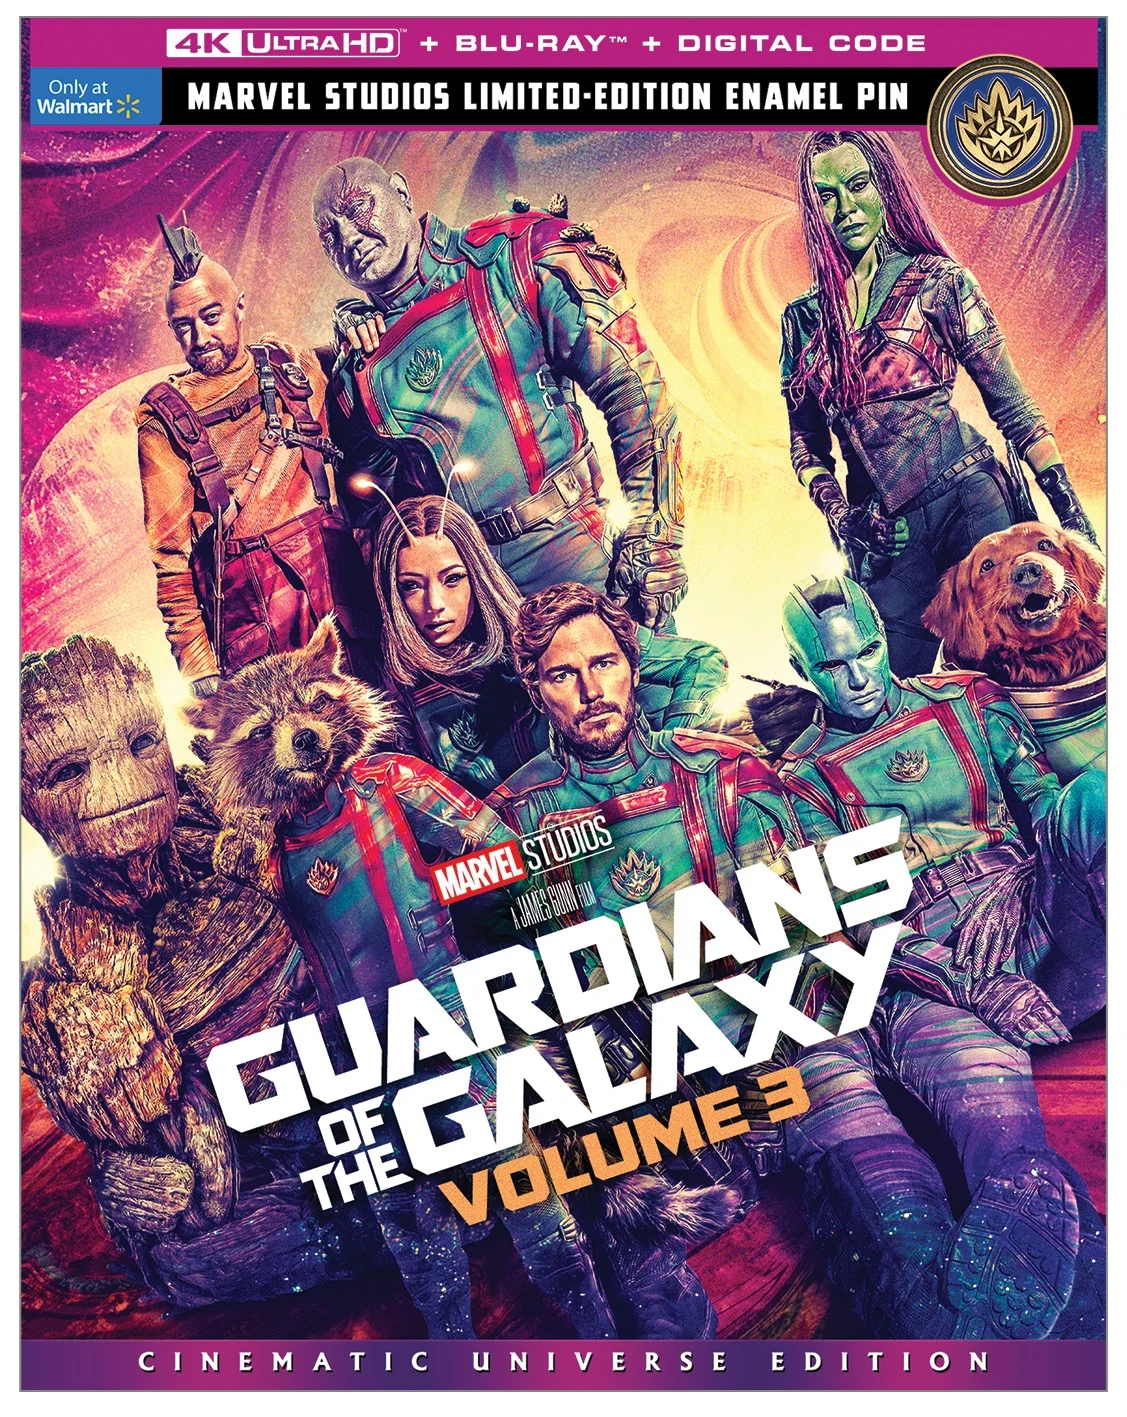 4K ULTRA HD™ + BLU-RAY™ + DIGITAL CODE
Only at
Walmart
MARVEL STUDIOS LIMITED-EDITION ENAMEL PIN
MARVEL STUDIOS
A JAMES GUNN FILM
GUARDIANS
OF
THE GALAXY
VOLUME 3
CINEMATIC UNIVERSE EDITION